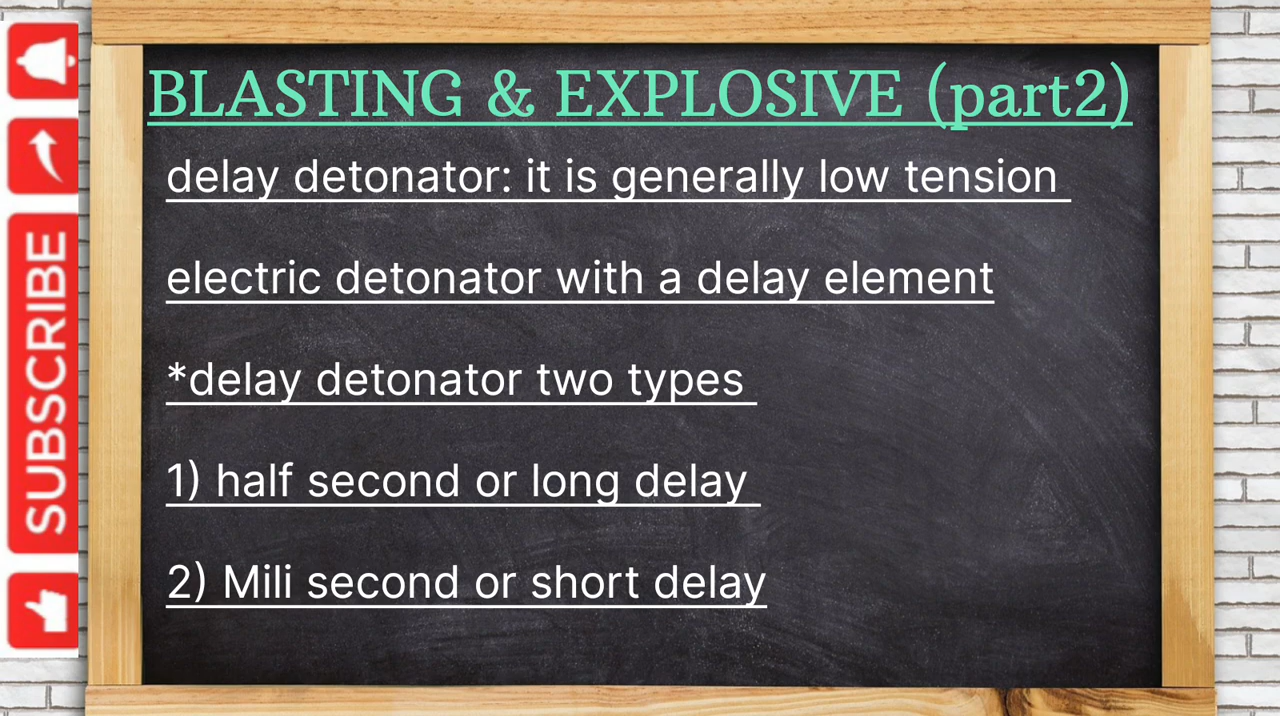 BLASTING & EXPLOSIVE (part2)
delay detonator: it is generally low tension
electric detonator with a delay element
*delay detonator two types
1) half second or long delay
2) Mili second or short delay
SUBSCRIBE